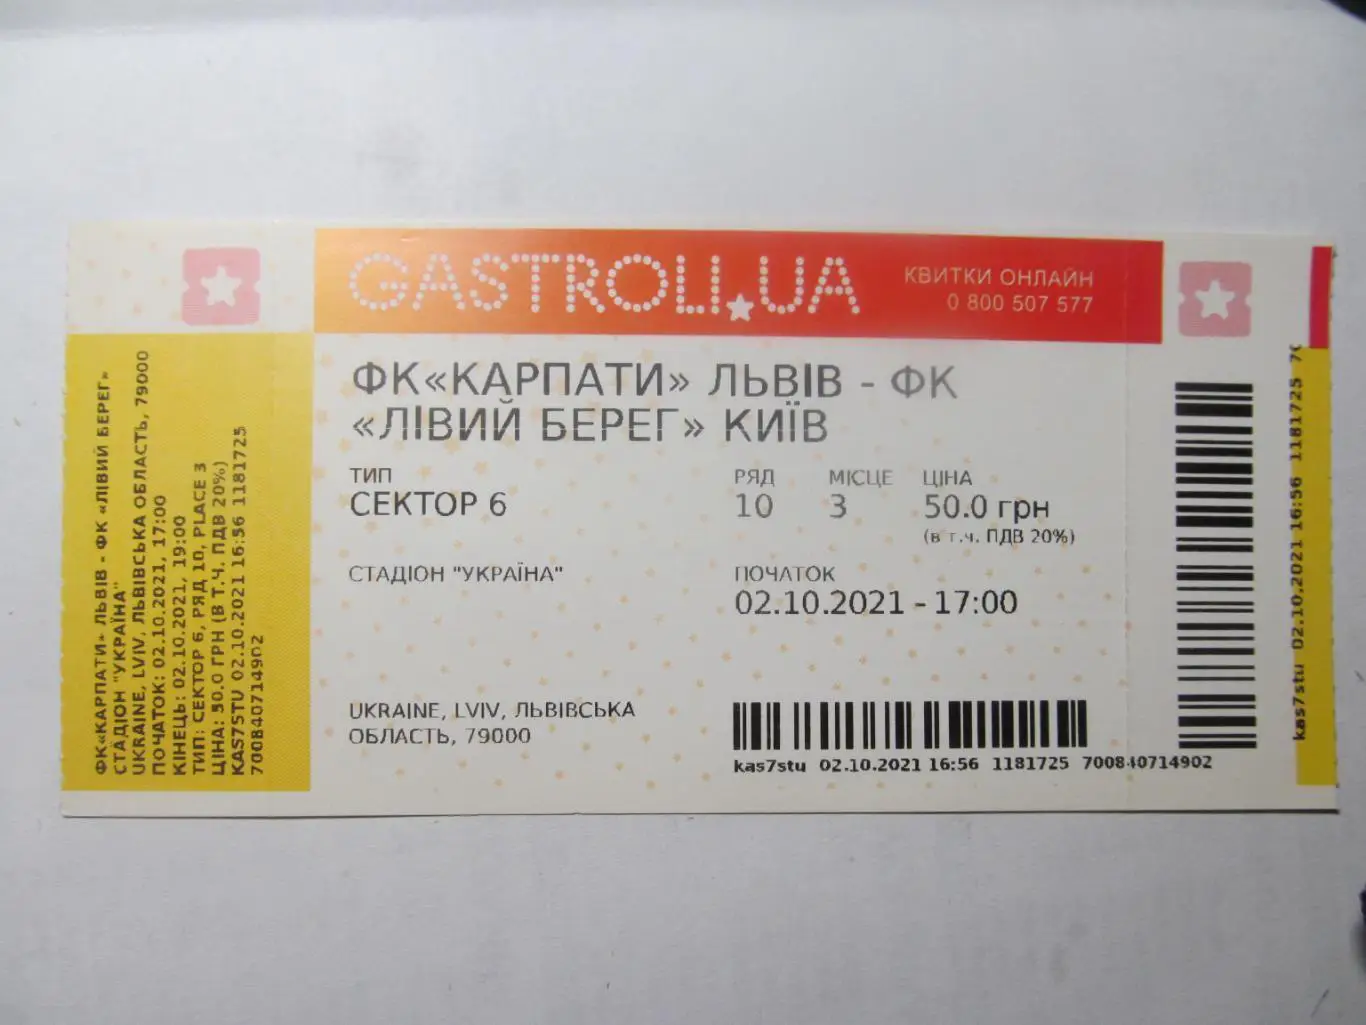 ФК«КАРПАТИ» ЛЬВІВ - ФК «ЛІВИЙ БЕРЕГ»
СТАДІОН "УКРАЇНА"
UKRAINE, LVIV, ЛЬВІВСЬКА ОБЛАСТЬ, 79000
ПОЧАТОК: 02.10.2021, 17:00
КІНЕЦЬ: 02.10.2021, 19:00
ТИП: СЕКТОР 6, РЯД 10, PLACE 3
ЦІНА: 50.0 ГРН (В Т.Ч. ПДВ 20%)
KAS7STU 02.10.2021 16:56 1181725
700840714902
GASTROLI.UA
КВИТКИ ОНЛАЙН
0 800 507 577
ФК«КАРПАТИ» ЛЬВІВ - ФК
«ЛІВИЙ БЕРЕГ» КИЇВ
ТИП РЯД МІСЦЕ ЦІНА
СЕКТОР 6 10 3 50.0 грн
(в т.ч. ПДВ 20%)
СТАДІОН "УКРАЇНА" ПОЧАТОК
02.10.2021 - 17:00
UKRAINE, LVIV, ЛЬВІВСЬКА
ОБЛАСТЬ, 79000
kas7stu 02.10.2021 16:56 1181725 700840714902
kas7stu 02.10.2021 16:56 1181725